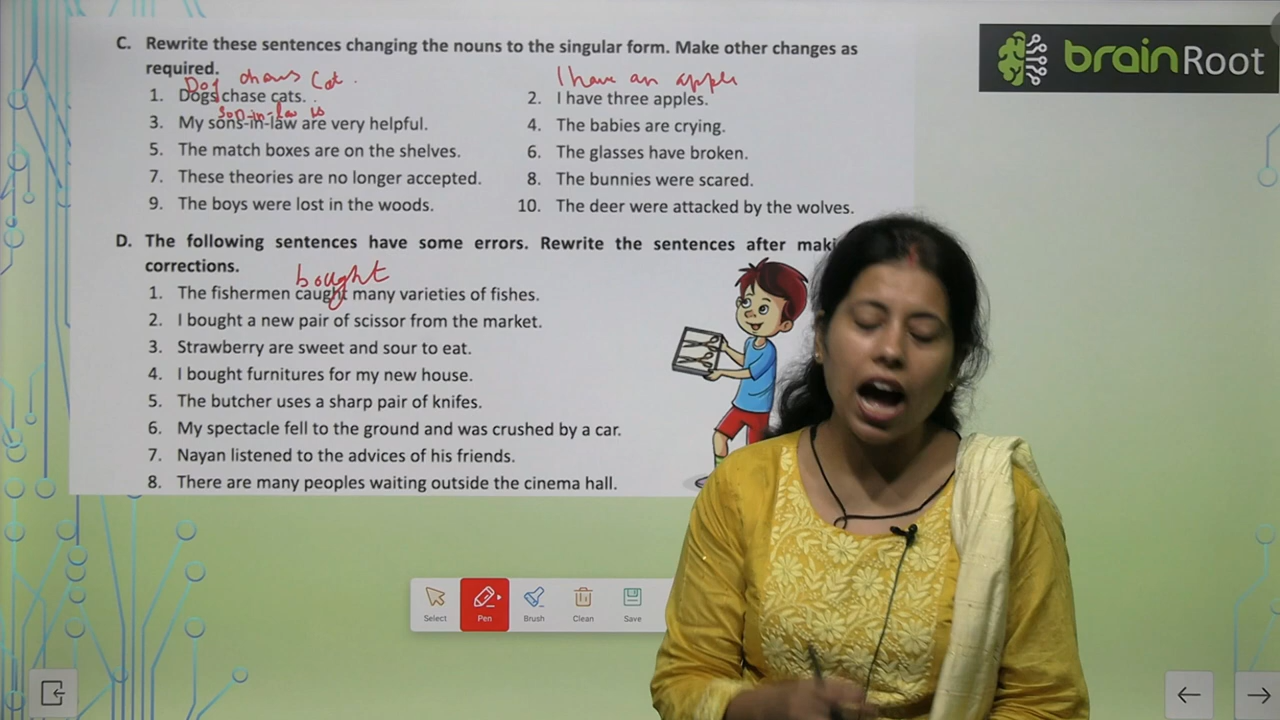 C. Rewrite these sentences changing the nouns to the singular form. Make other changes as
required.
Dog chaws Cat.
I have an apple
1. Dogs chase cats.
2. I have three apples.
son-in-law is
3. My sons-in-law are very helpful.
4. The babies are crying.
5. The match boxes are on the shelves.
6. The glasses have broken.
7. These theories are no longer accepted.
8. The bunnies were scared.
9. The boys were lost in the woods.
10. The deer were attacked by the wolves.
D. The following sentences have some errors. Rewrite the sentences after
corrections.
bought
1. The fishermen caught many varieties of fishes.
2. I bought a new pair of scissor from the market.
3. Strawberry are sweet and sour to eat.
4. I bought furnitures for my new house.
5. The butcher uses a sharp pair of knifes.
6. My spectacle fell to the ground and was crushed by a car.
7. Nayan listened to the advices of his friends.
8. There are many peoples waiting outside the cinema hall.
brainRoot
Select Pen Brush Clean Save